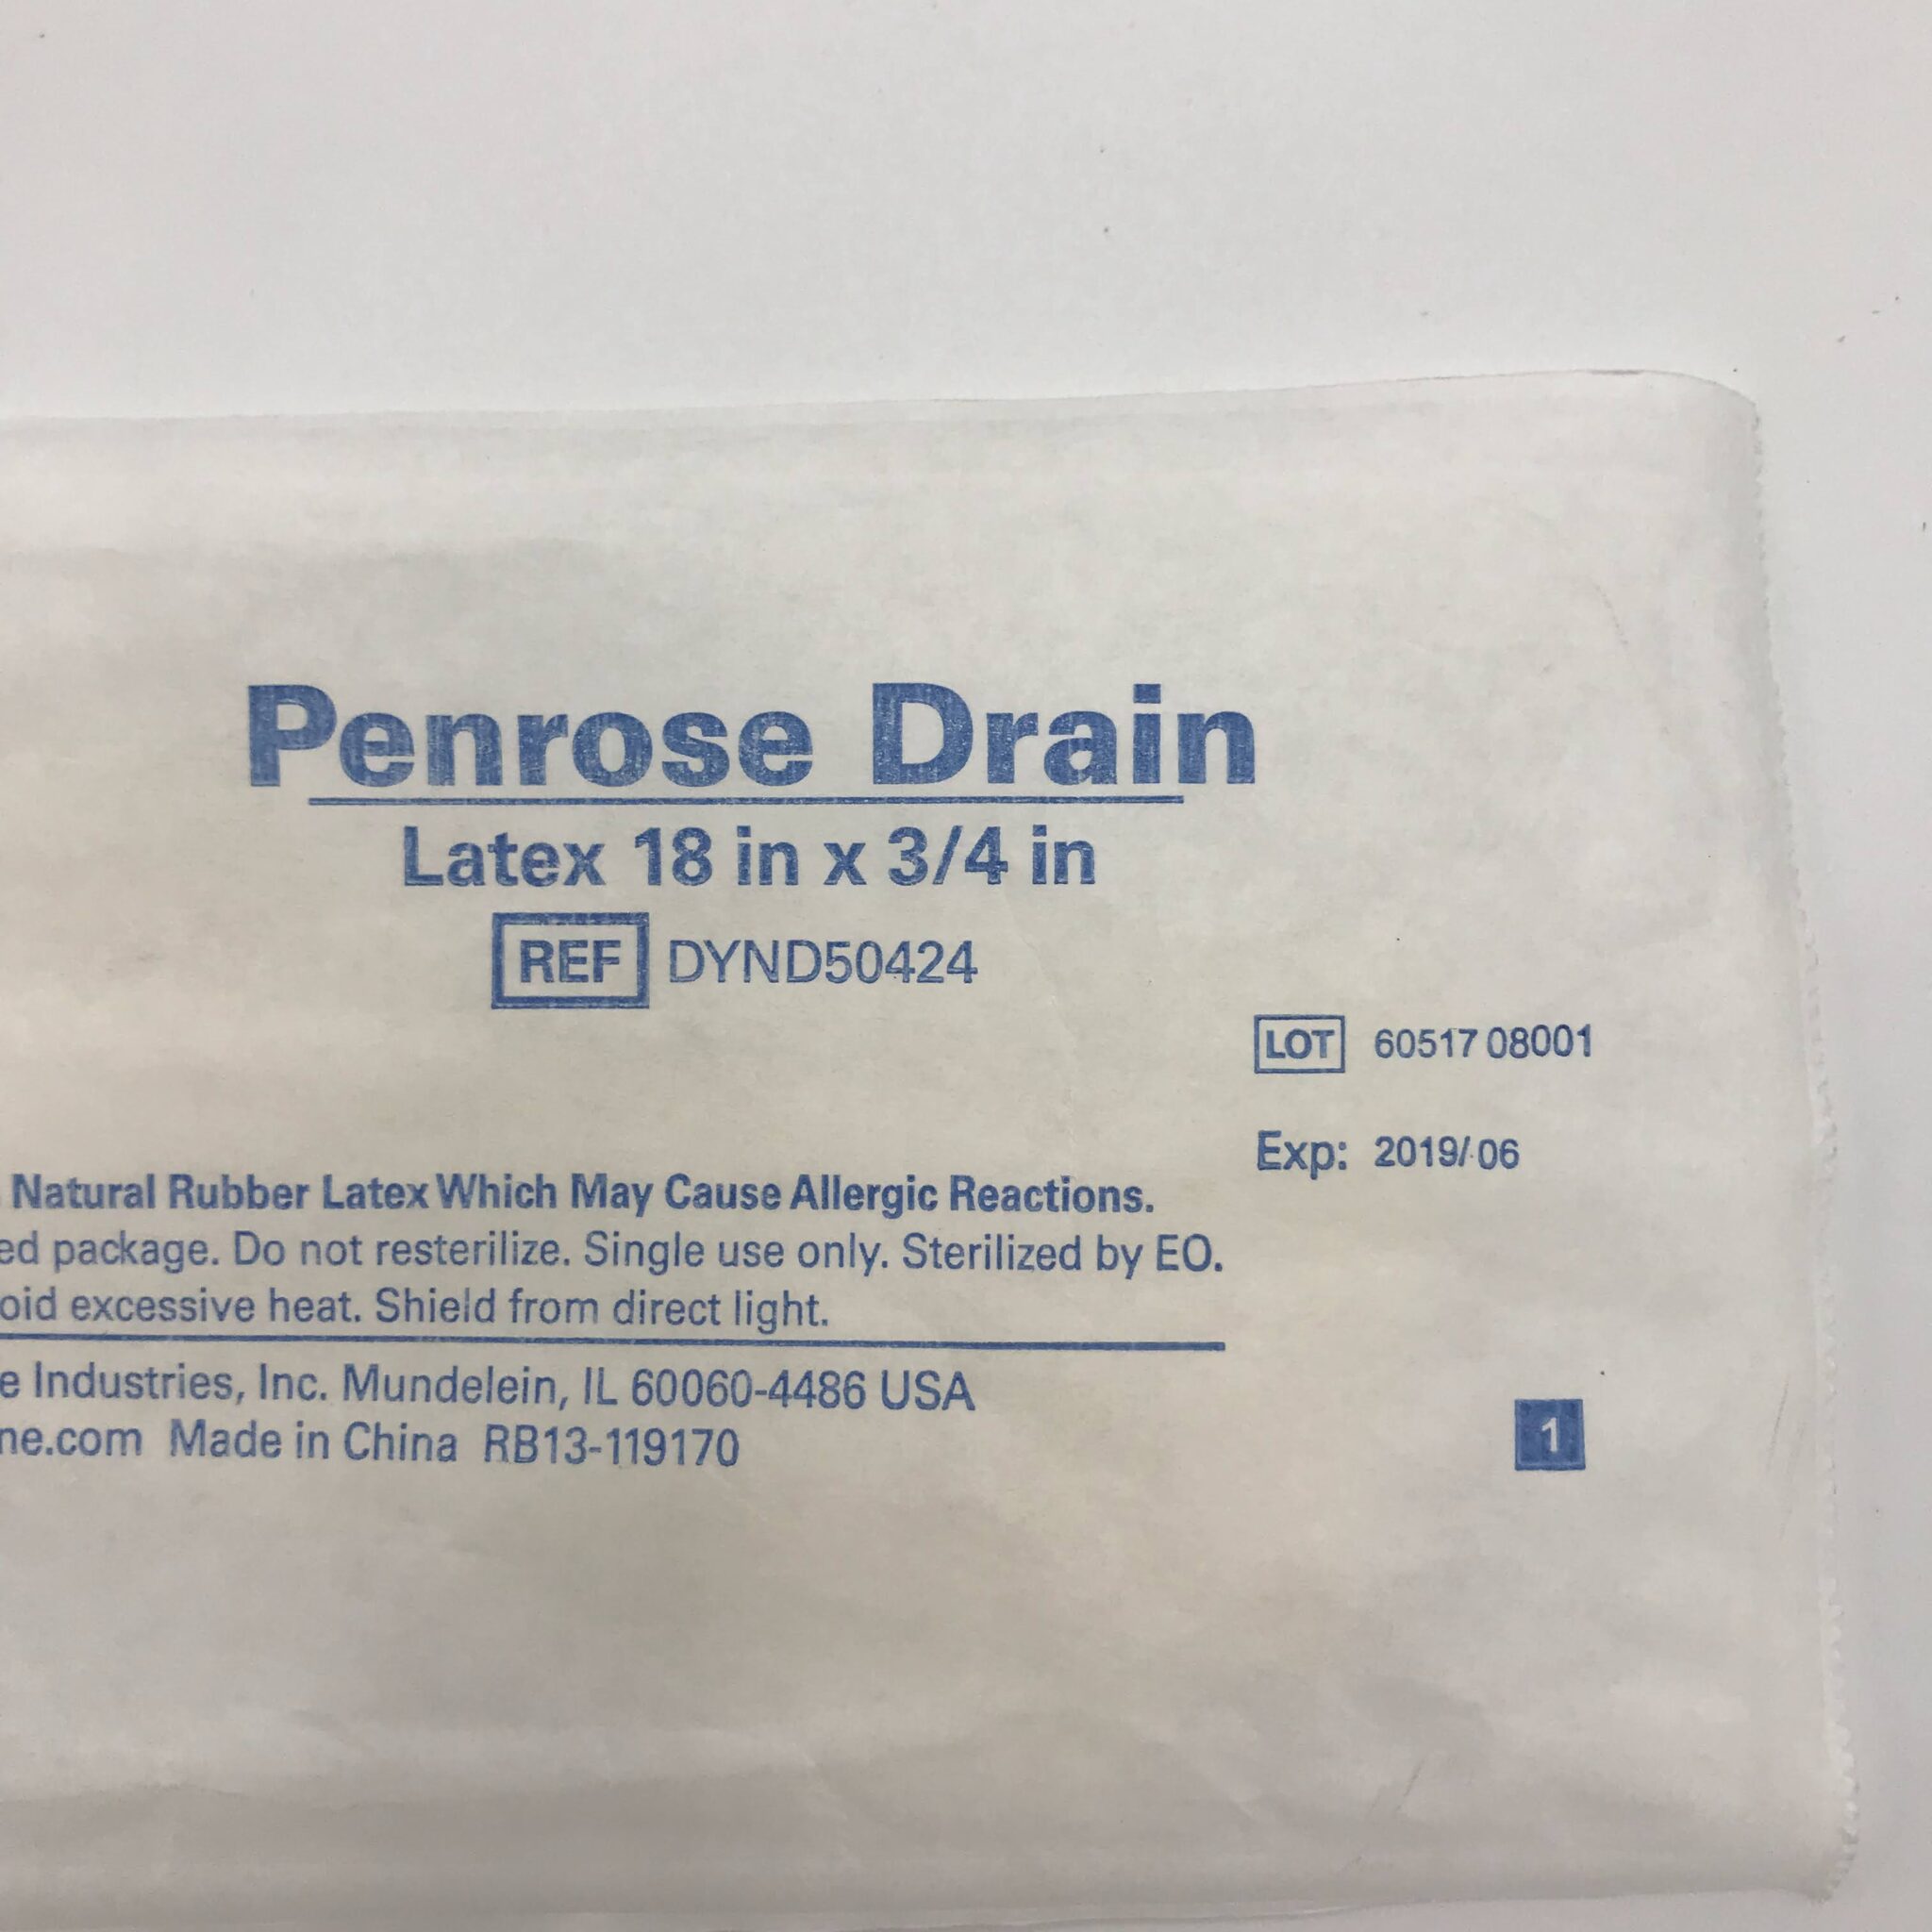 Penrose Drain
Latex 18 in x 3/4 in
REF DYND50424
LOT 60517 08001
Exp: 2019/06
Natural Rubber Latex Which May Cause Allergic Reactions.
ed package. Do not resterilize. Single use only. Sterilized by EO.
oid excessive heat. Shield from direct light.
e Industries, Inc. Mundelein, IL 60060-4486 USA
ne.com Made in China RB13-119170
1